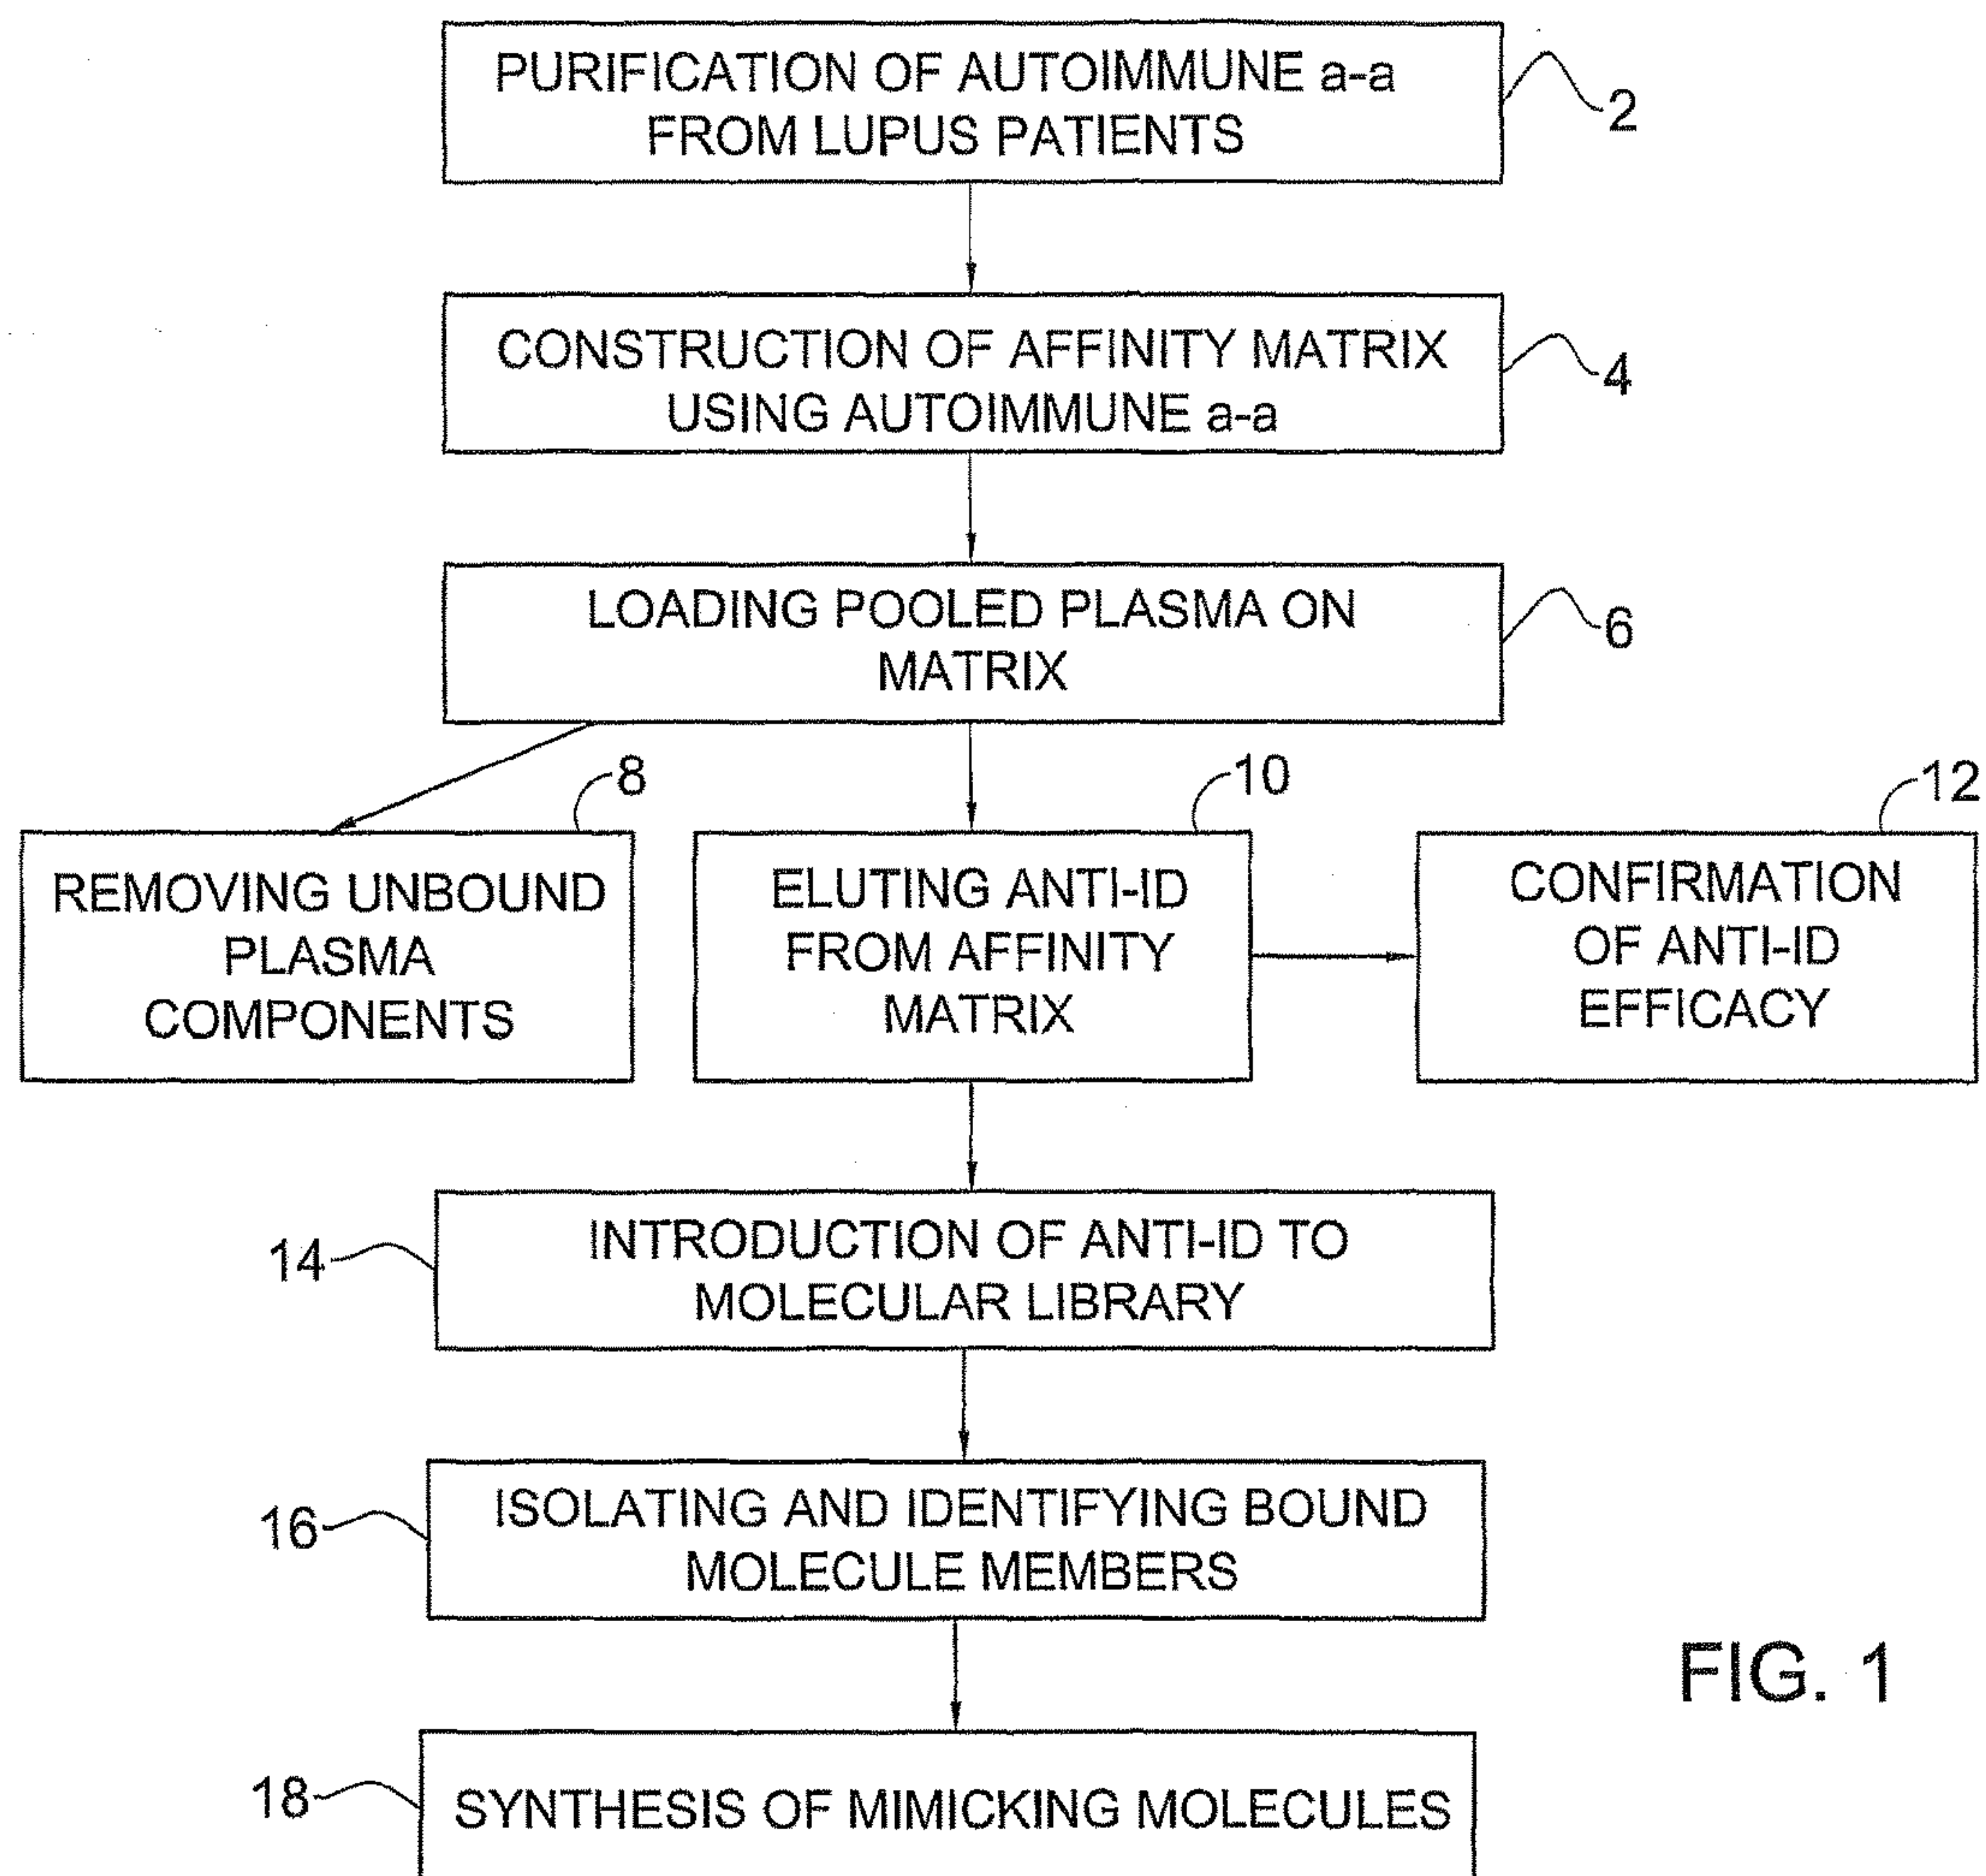 PURIFICATION OF AUTOIMMUNE a-a
FROM LUPUS PATIENTS
2
CONSTRUCTION OF AFFINITY MATRIX
USING AUTOIMMUNE a-a
4
LOADING POOLED PLASMA ON
MATRIX
6
8
REMOVING UNBOUND
PLASMA
COMPONENTS
10
ELUTING ANTI-ID
FROM AFFINITY
MATRIX
12
CONFIRMATION
OF ANTI-ID
EFFICACY
14
INTRODUCTION OF ANTI-ID TO
MOLECULAR LIBRARY
16
ISOLATING AND IDENTIFYING BOUND
MOLECULE MEMBERS
18
SYNTHESIS OF MIMICKING MOLECULES
FIG. 1